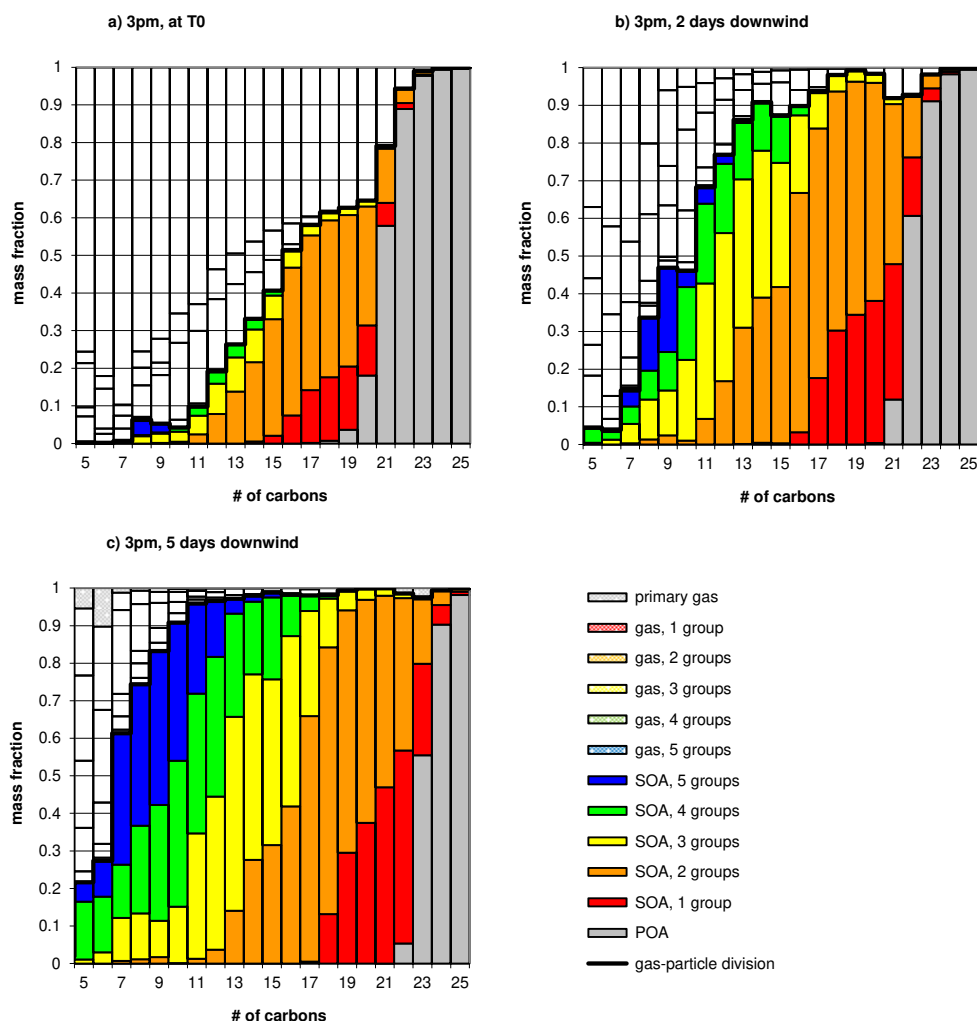 a) 3pm, at T0
1
0.9
0.8
0.7
0.6
0.5
0.4
0.3
0.2
0.1
0
mass fraction
5 7 9 11 13 15 17 19 21 23 25
# of carbons
b) 3pm, 2 days downwind
1
0.9
0.8
0.7
0.6
0.5
0.4
0.3
0.2
0.1
0
mass fraction
5 7 9 11 13 15 17 19 21 23 25
# of carbons
c) 3pm, 5 days downwind
1
0.9
0.8
0.7
0.6
0.5
0.4
0.3
0.2
0.1
0
mass fraction
5 7 9 11 13 15 17 19 21 23 25
# of carbons
primary gas
gas, 1 group
gas, 2 groups
gas, 3 groups
gas, 4 groups
gas, 5 groups
SOA, 5 groups
SOA, 4 groups
SOA, 3 groups
SOA, 2 groups
SOA, 1 group
POA
gas-particle division